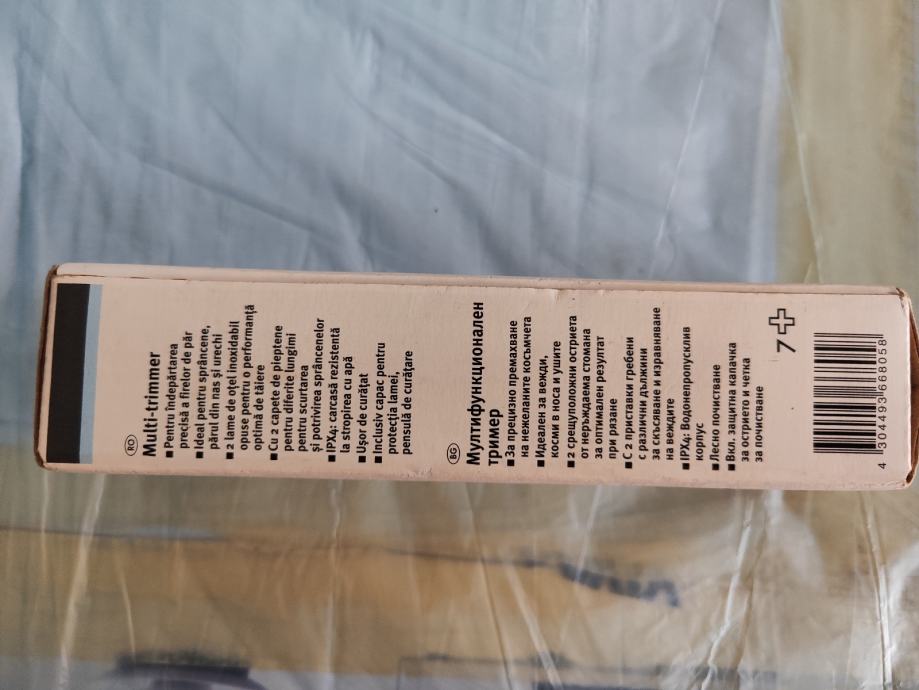 RO
Multi-trimmer
■ Pentru îndepărtarea
precisă a firelor de păr
■ Ideal pentru sprâncene,
părul din nas și urechi
■ 2 lame de oțel inoxidabil
opuse pentru o performanță
optimă de tăiere
■ Cu 2 capete de pieptene
pentru diferite lungimi
pentru scurtarea
și potrivirea sprâncenelor
■ IPX4: carcasă rezistentă
la stropirea cu apă
■ Ușor de curățat
■ Inclusiv capac pentru
protecția lamei,
pensulă de curățare
BG
Мултифункционален
тример
■ За прецизно премахване
на нежеланите косъмчета
■ Идеален за вежди,
косми в носа и ушите
■ 2 срещуположни остриета
от неръждаема стомана
за оптимален резултат
при рязане
■ С 2 приставки гребени
с различни дължини
за скъсяване и изравняване
на веждите
■ IPX4: Водонепропусклив
корпус
■ Лесно почистване
■ Вкл. защитна капачка
за острието и четка
за почистване
7
4 304493 668058